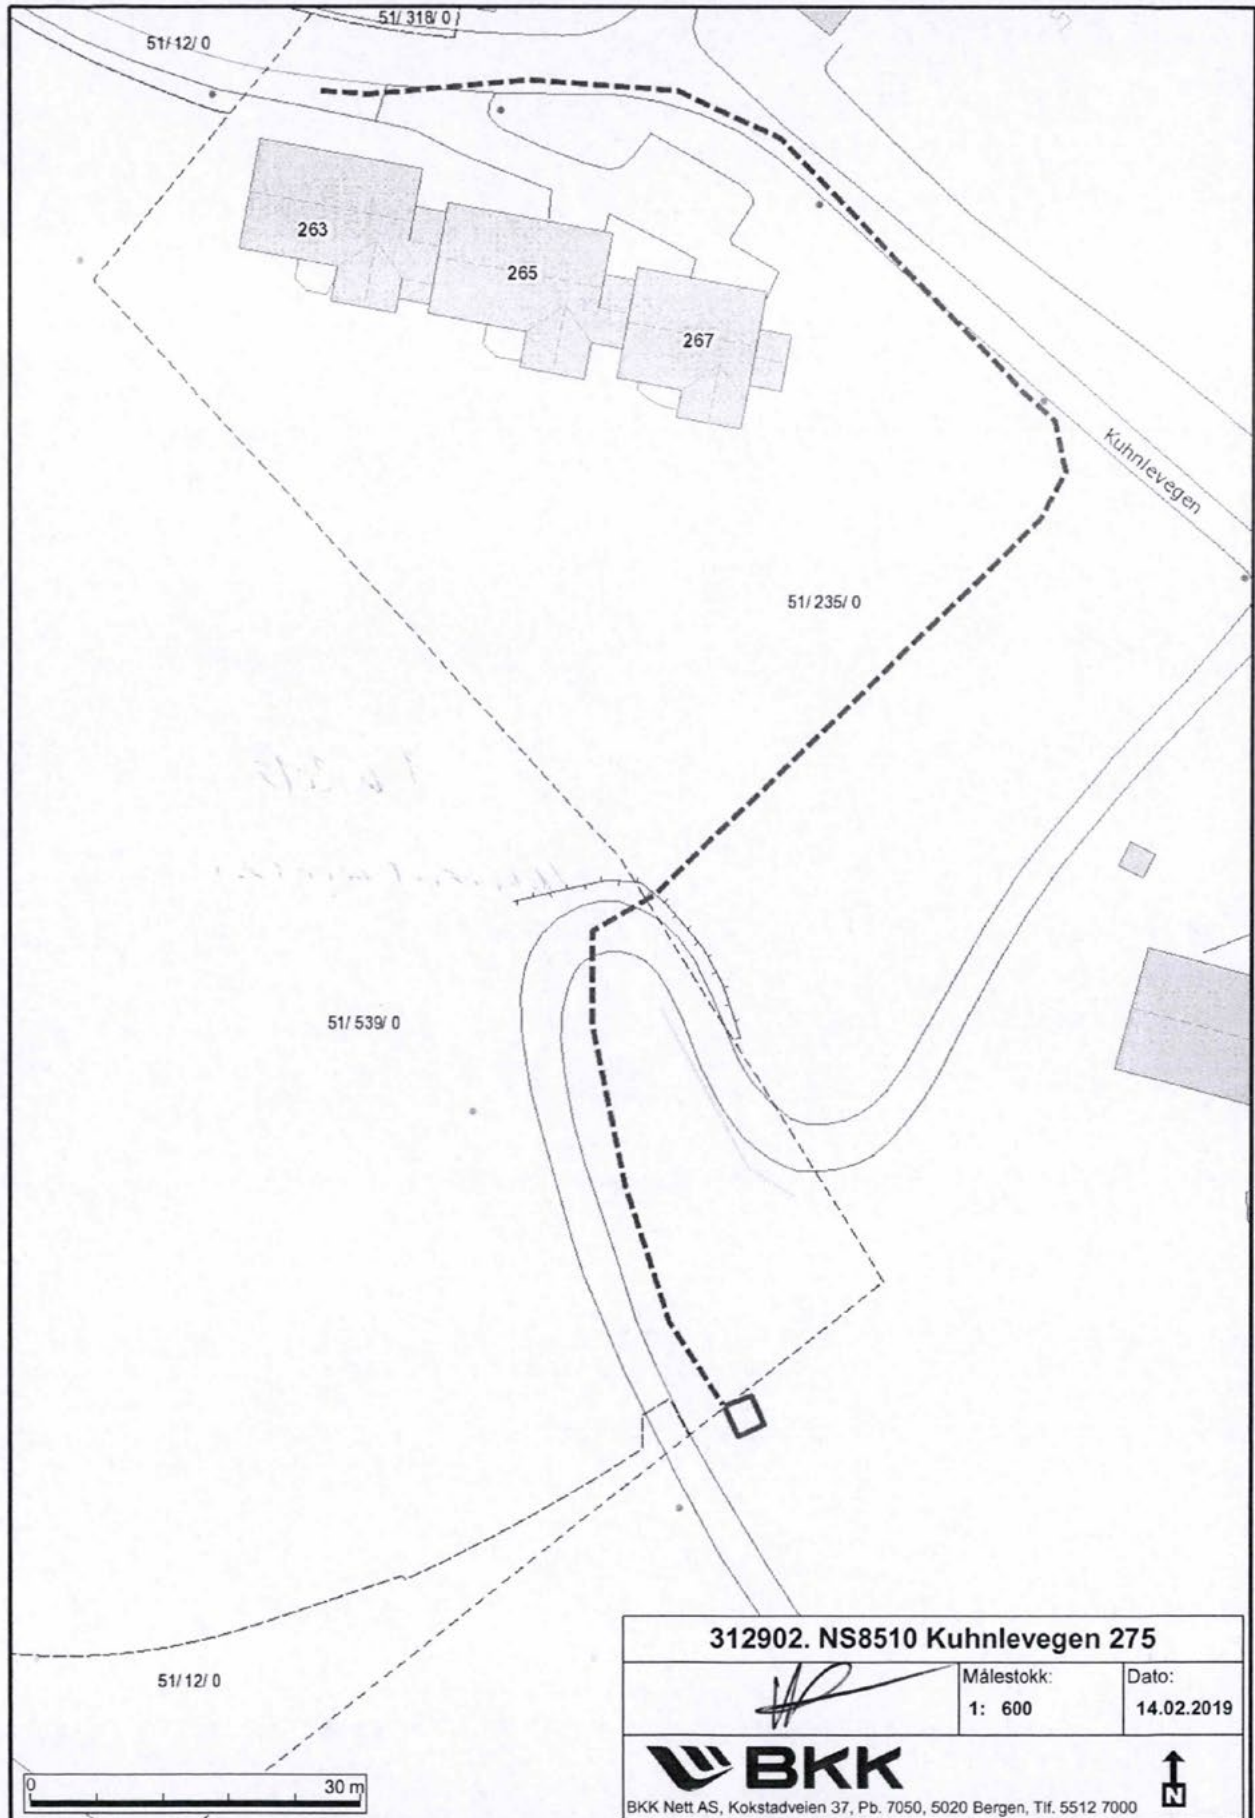 51/ 318/ 0
51/ 12/ 0
263
265
267
Kuhnlevegen
51/ 235/ 0
51/ 539/ 0
51/ 12/ 0
312902. NS8510 Kuhnlevegen 275
Målestokk:
1: 600
Dato:
14.02.2019
BKK
0 30 m
BKK Nett AS, Kokstadveien 37, Pb. 7050, 5020 Bergen, Tlf. 5512 7000
N